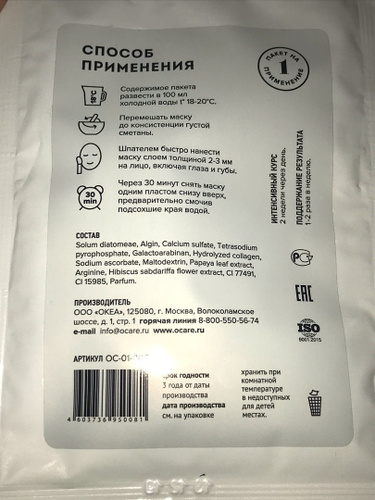 СПОСОБ
ПРИМЕНЕНИЯ
ПАКЕТ НА
1
ПРИМЕНЕНИЕ
18°C
Содержимое пакета
развести в 100 мл
холодной воды t° 18-20°С.
Перемешать маску
до консистенции густой
сметаны.
Шпателем быстро нанести
маску слоем толщиной 2-3 мм
на лицо, включая глаза и губы.
30
min
Через 30 минут снять маску
одним пластом снизу вверх,
предварительно смочив
подсохшие края водой.
ИНТЕНСИВНЫЙ КУРС
2 недели через день.
ПОДДЕРЖАНИЕ РЕЗУЛЬТАТА
1-2 раза в неделю.
СОСТАВ
Solum diatomeae, Algin, Calcium sulfate, Tetrasodium
pyrophosphate, Galactoarabinan, Hydrolyzed collagen,
Sodium ascorbate, Maltodextrin, Papaya leaf extract,
Arginine, Hibiscus sabdariffa flower extract, CI 77491,
CI 15985, Parfum.
EAC
ПРОИЗВОДИТЕЛЬ
ООО «ОКЕА», 125080, г. Москва, Волоколамское
шоссе, д. 1, стр. 1 горячая линия 8-800-550-56-74
e-mail info@ocare.ru www.ocare.ru
ISO
9001:2015
АРТИКУЛ ОС-01-
4603736950081
срок годности
3 года от даты
производства
дата производства
см. на упаковке
хранить при
комнатной
температуре
в недоступных
для детей
местах.